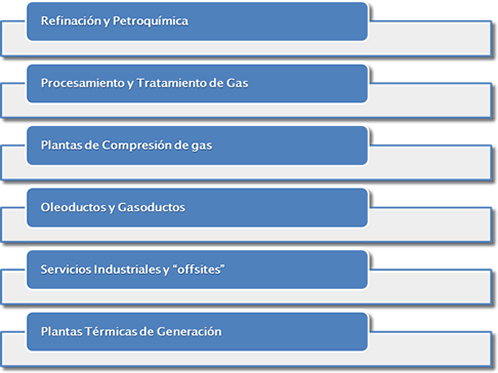 Refinación y Petroquímica
Procesamiento y Tratamiento de Gas
Plantas de Compresión de gas
Oleoductos y Gasoductos
Servicios Industriales y “offsites”
Plantas Térmicas de Generación